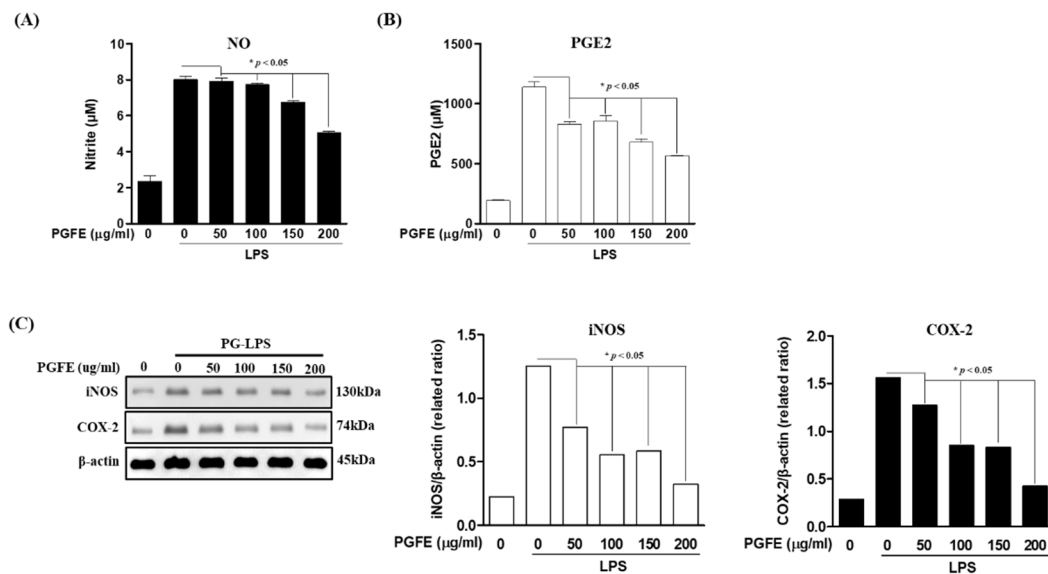 (A)
NO
* p < 0.05
Nitrite (μM)
10
8
6
4
2
0
PGFE (μg/ml) 0 0 50 100 150 200
LPS
(B)
PGE2
* p < 0.05
PGE2 (μM)
1500
1000
500
0
PGFE (μg/ml) 0 0 50 100 150 200
LPS
(C)
PG-LPS
PGFE (ug/ml) 0 0 50 100 150 200
iNOS 130kDa
COX-2 74kDa
β-actin 45kDa
iNOS
* p < 0.05
iNOS/β-actin (related ratio)
1.5
1.0
0.5
0.0
PGFE (μg/ml) 0 0 50 100 150 200
LPS
COX-2
* p < 0.05
COX-2/β-actin (related ratio)
2.0
1.5
1.0
0.5
0.0
PGFE (μg/ml) 0 0 50 100 150 200
LPS